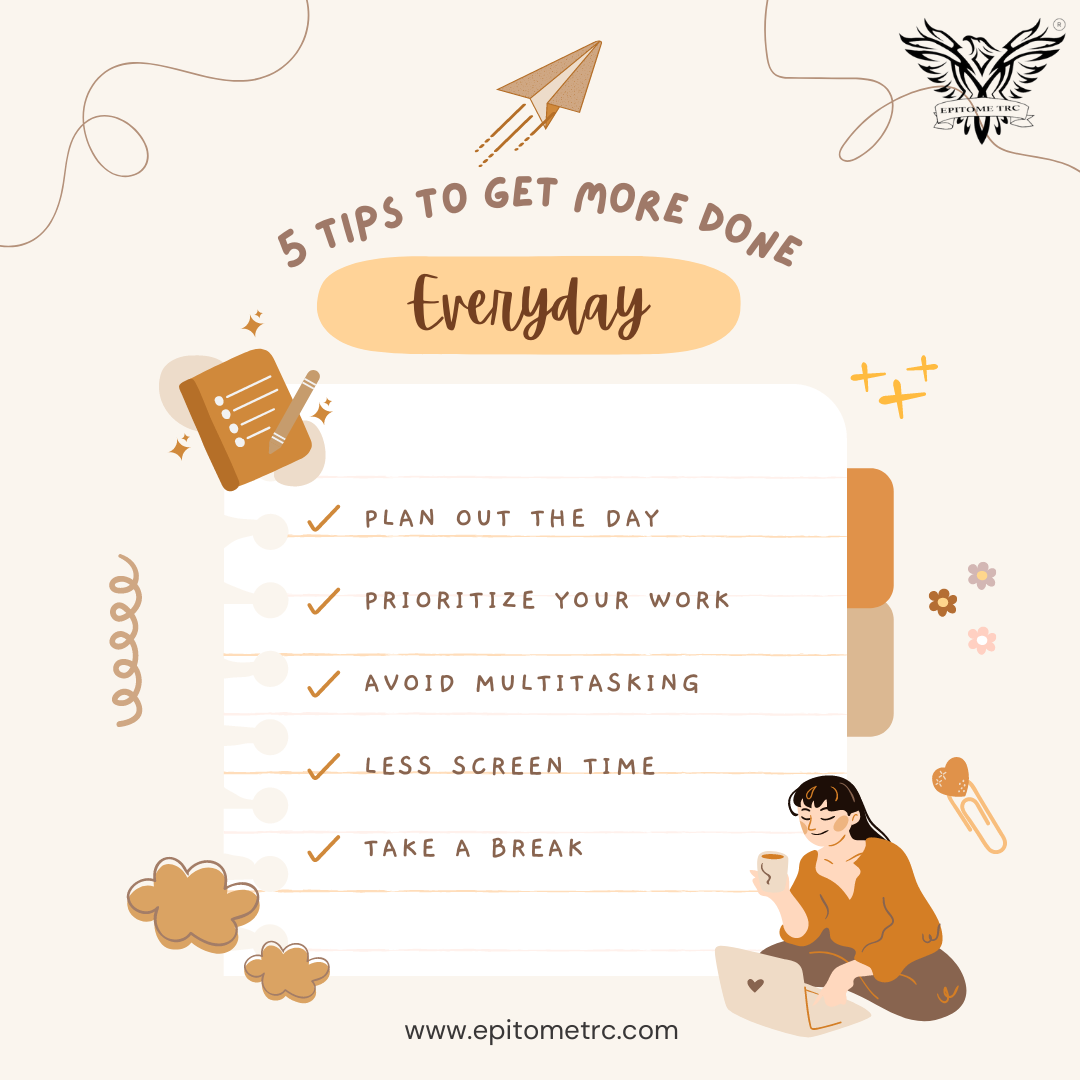 EPITOME TRC
®
5 TIPS TO GET MORE DONE
Everyday
PLAN OUT THE DAY
PRIORITIZE YOUR WORK
AVOID MULTITASKING
LESS SCREEN TIME
TAKE A BREAK
www.epitometrc.com